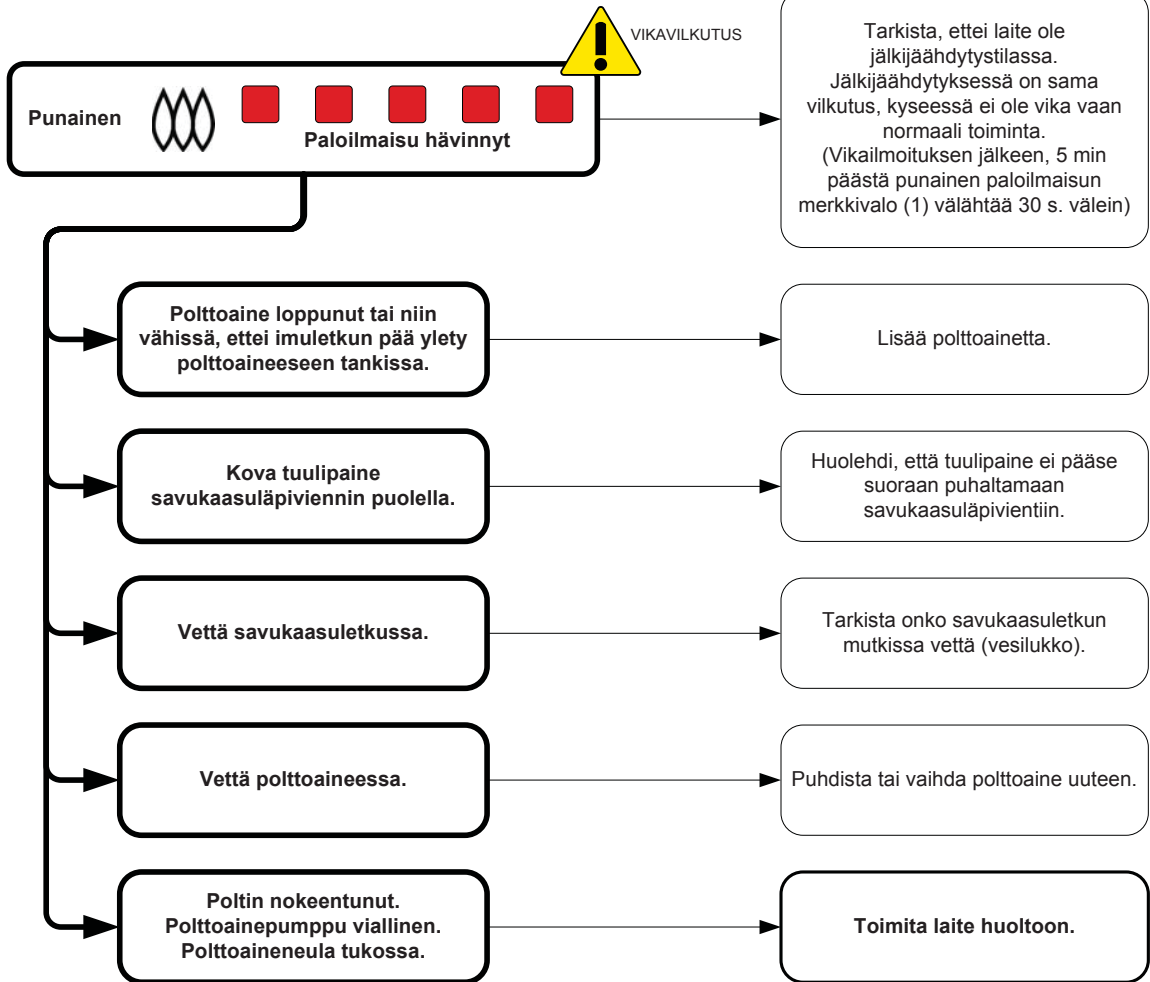 VIKAVILKUTUS
Punainen
Paloilmaisu hävinnyt
Tarkista, ettei laite ole
jälkijäähdytystilassa.
Jälkijäähdytyksessä on sama
vilkutus, kyseessä ei ole vika vaan
normaali toiminta.
(Vikailmoituksen jälkeen, 5 min
päästä punainen paloilmaisun
merkkivalo (1) välähtää 30 s. välein)
Polttoaine loppunut tai niin
vähissä, ettei imuletkun pää ylety
polttoaineeseen tankissa.
Lisää polttoainetta.
Kova tuulipaine
savukaasuläpiviennin puolella.
Huolehdi, että tuulipaine ei pääse
suoraan puhaltamaan
savukaasuläpivientiin.
Vettä savukaasuletkussa.
Tarkista onko savukaasuletkun
mutkissa vettä (vesilukko).
Vettä polttoaineessa.
Puhdista tai vaihda polttoaine uuteen.
Poltin nokeentunut.
Polttoainepumppu viallinen.
Polttoaineneula tukossa.
Toimita laite huoltoon.